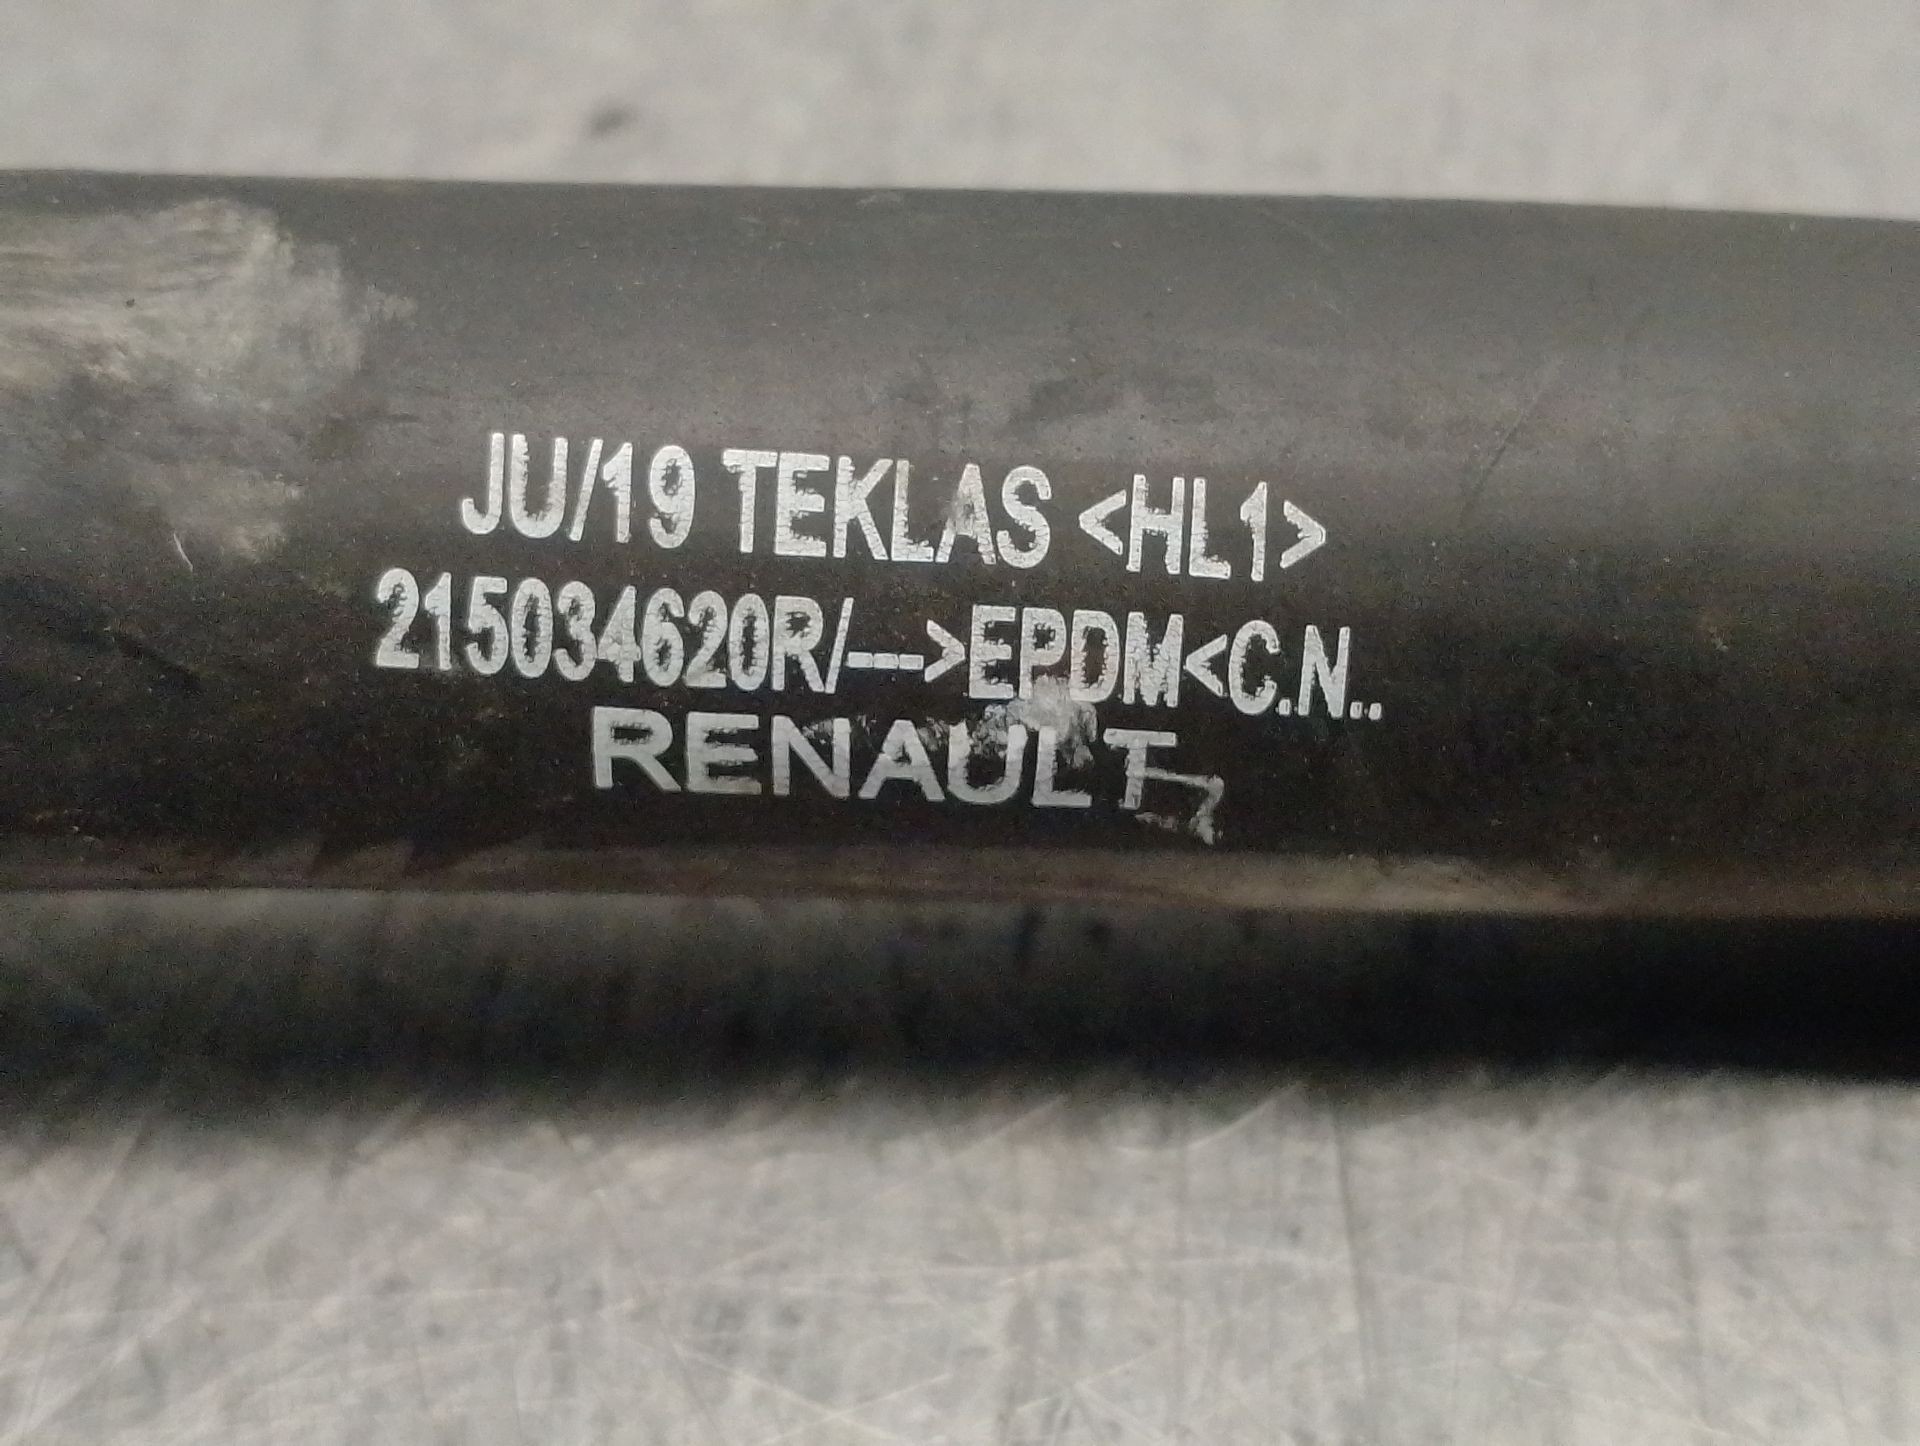 JU/19 TEKLAS <HL1>
215034620R/--->EPDM<C.N..
RENAULT